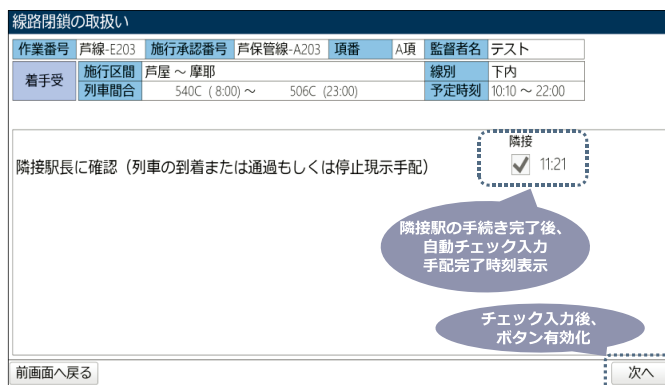 線路閉鎖の取扱い
作業番号 芦線-E203 施行承認番号 芦保管線-A203 項番 A項 監督者名 テスト
着手受 施行区間 芦屋 ~ 摩耶 線別 下内
列車間合 540C ( 8:00) ~ 506C (23:00) 予定時刻 10:10 ~ 22:00
隣接
隣接駅長に確認（列車の到着または通過もしくは停止現示手配） 11:21
隣接駅の手続き完了後、
自動チェック入力
手配完了時刻表示
チェック入力後、
ボタン有効化
前画面へ戻る 次へ